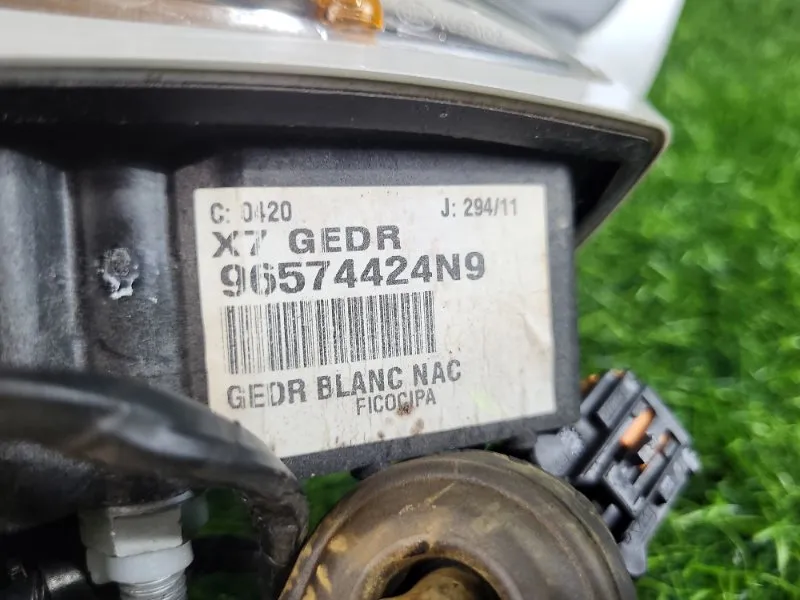 C: 0420 J: 294/11
X7 GEDR
96574424N9
GEDR BLANC NAC
FICOCIPA